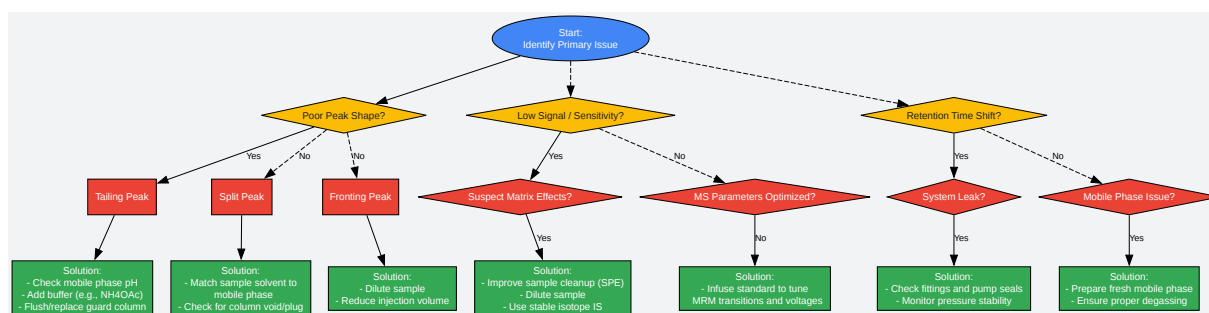 Start:
Identify Primary Issue
Poor Peak Shape?
Low Signal / Sensitivity?
Retention Time Shift?
Yes
No
No
Yes
No
Yes
No
Tailing Peak
Split Peak
Fronting Peak
Suspect Matrix Effects?
MS Parameters Optimized?
System Leak?
Mobile Phase Issue?
Yes
No
Yes
Yes
Solution:
- Check mobile phase pH
- Add buffer (e.g., NH4OAc)
- Flush/replace guard column
Solution:
- Match sample solvent to
mobile phase
- Check for column void/plug
Solution:
- Dilute sample
- Reduce injection volume
Solution:
- Improve sample cleanup (SPE)
- Dilute sample
- Use stable isotope IS
Solution:
- Infuse standard to tune
MRM transitions and voltages
Solution:
- Check fittings and pump seals
- Monitor pressure stability
Solution:
- Prepare fresh mobile phase
- Ensure proper degassing